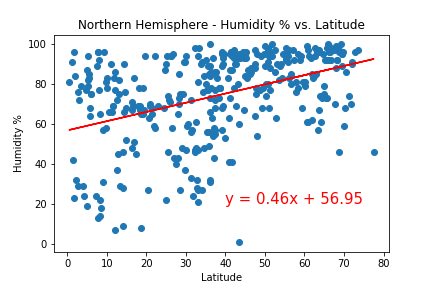 Northern Hemisphere - Humidity % vs. Latitude
Humidity %
100
80
60
40
20
0
y = 0.46x + 56.95
0 10 20 30 40 50 60 70 80
Latitude